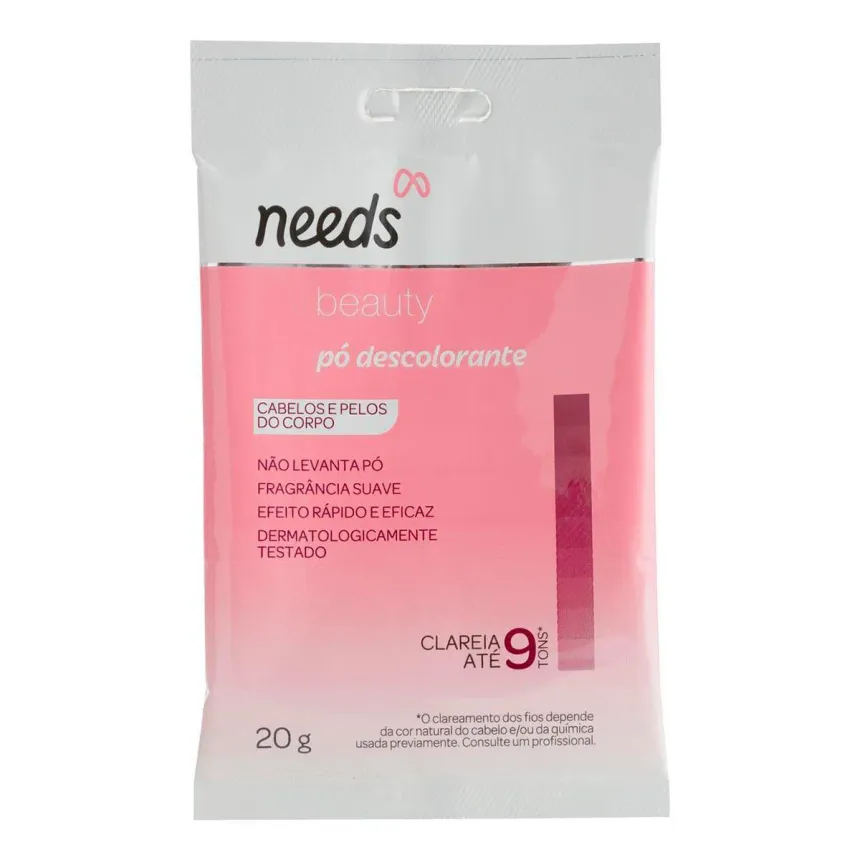 needs
beauty
pó descolorante
CABELOS E PELOS
DO CORPO
NÃO LEVANTA PÓ
FRAGRÂNCIA SUAVE
EFEITO RÁPIDO E EFICAZ
DERMATOLOGICAMENTE
TESTADO
CLAREIA
ATÉ 9 TONS*
*O clareamento dos fios depende
da cor natural do cabelo e/ou da química
usada previamente. Consulte um profissional.
20 g